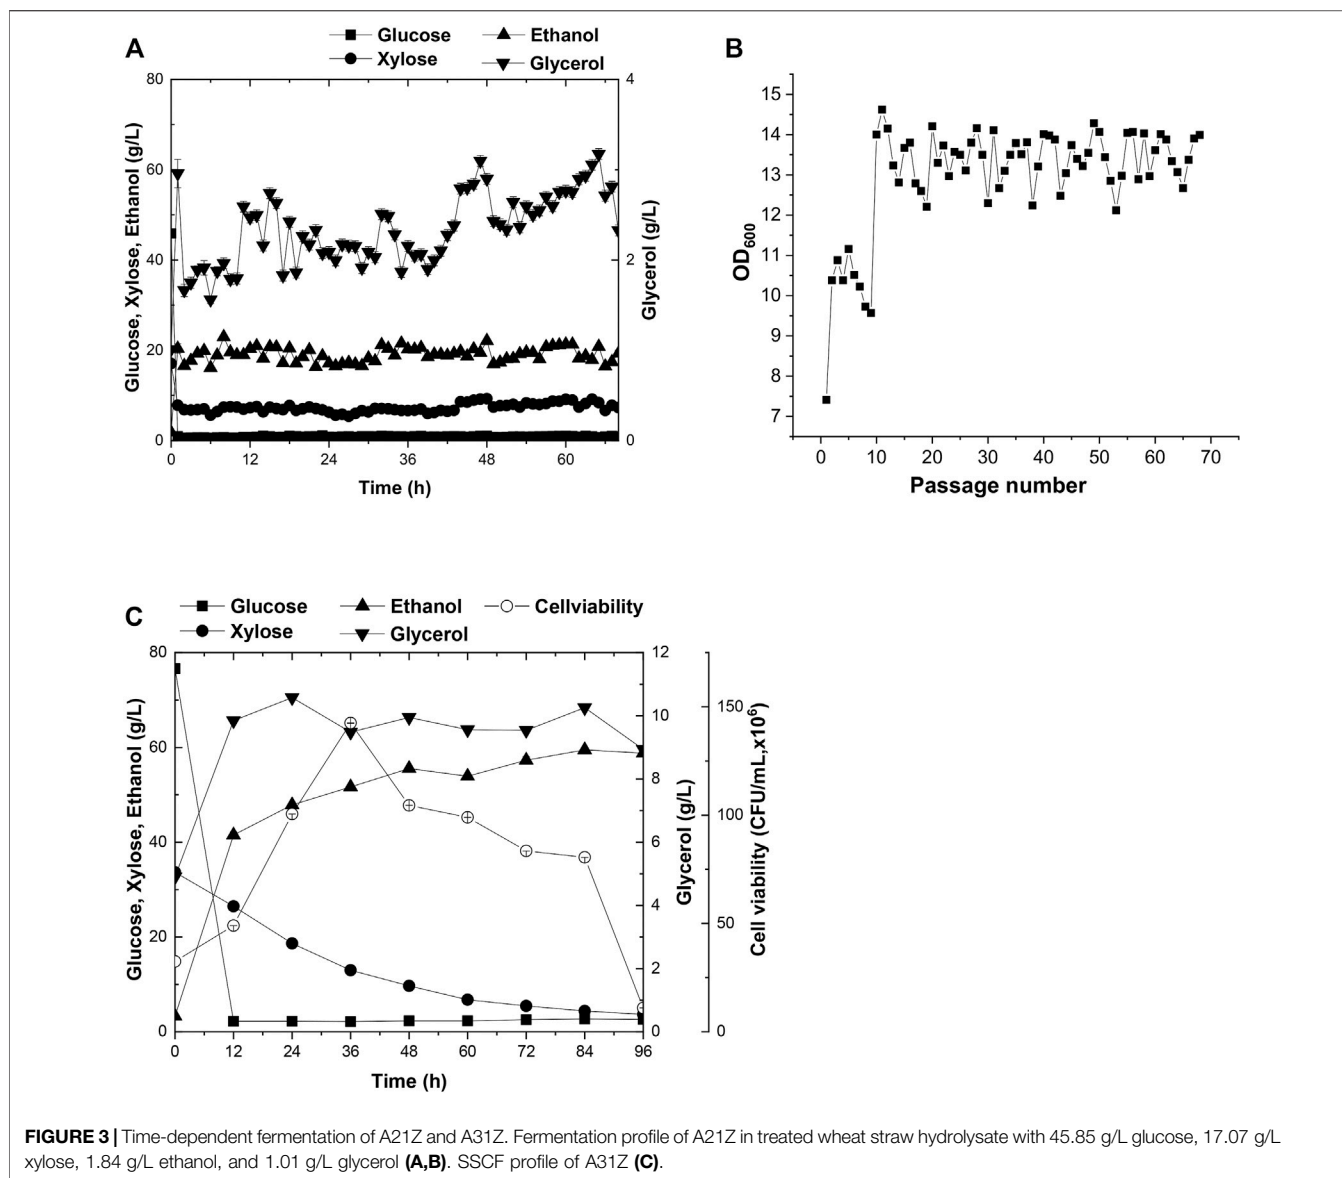 A
Glucose
Xylose
Ethanol
Glycerol
Glucose, Xylose, Ethanol (g/L)
80
60
40
20
0
4
2
0
Glycerol (g/L)
0 12 24 36 48 60
Time (h)
B
OD600
15
14
13
12
11
10
9
8
7
0 10 20 30 40 50 60 70
Passage number
C
Glucose
Xylose
Ethanol
Glycerol
Cellviability
Glucose, Xylose, Ethanol (g/L)
80
60
40
20
0
12
10
8
6
4
2
0
Glycerol (g/L)
150
100
50
0
Cell viability (CFU/mL,x10⁶)
0 12 24 36 48 60 72 84 96
Time (h)
FIGURE 3 | Time-dependent fermentation of A21Z and A31Z. Fermentation profile of A21Z in treated wheat straw hydrolysate with 45.85 g/L glucose, 17.07 g/L
xylose, 1.84 g/L ethanol, and 1.01 g/L glycerol (A,B). SSCF profile of A31Z (C).